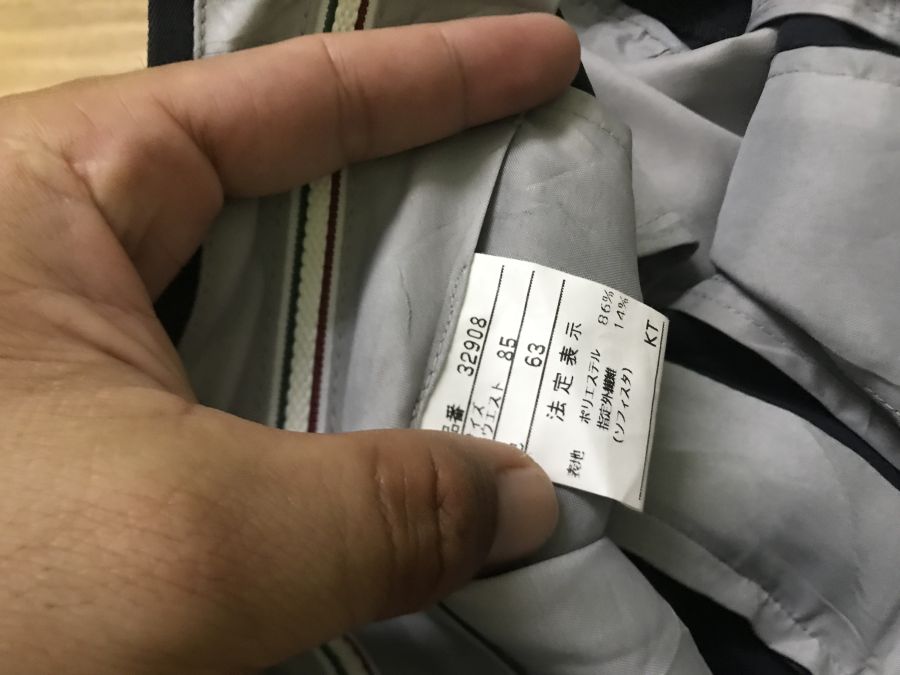 品番 32908
イズ
ウエスト 85
63
法定表示
表地 ポリエステル 86%
指定外繊維 14%
(ソフィスタ)
KT